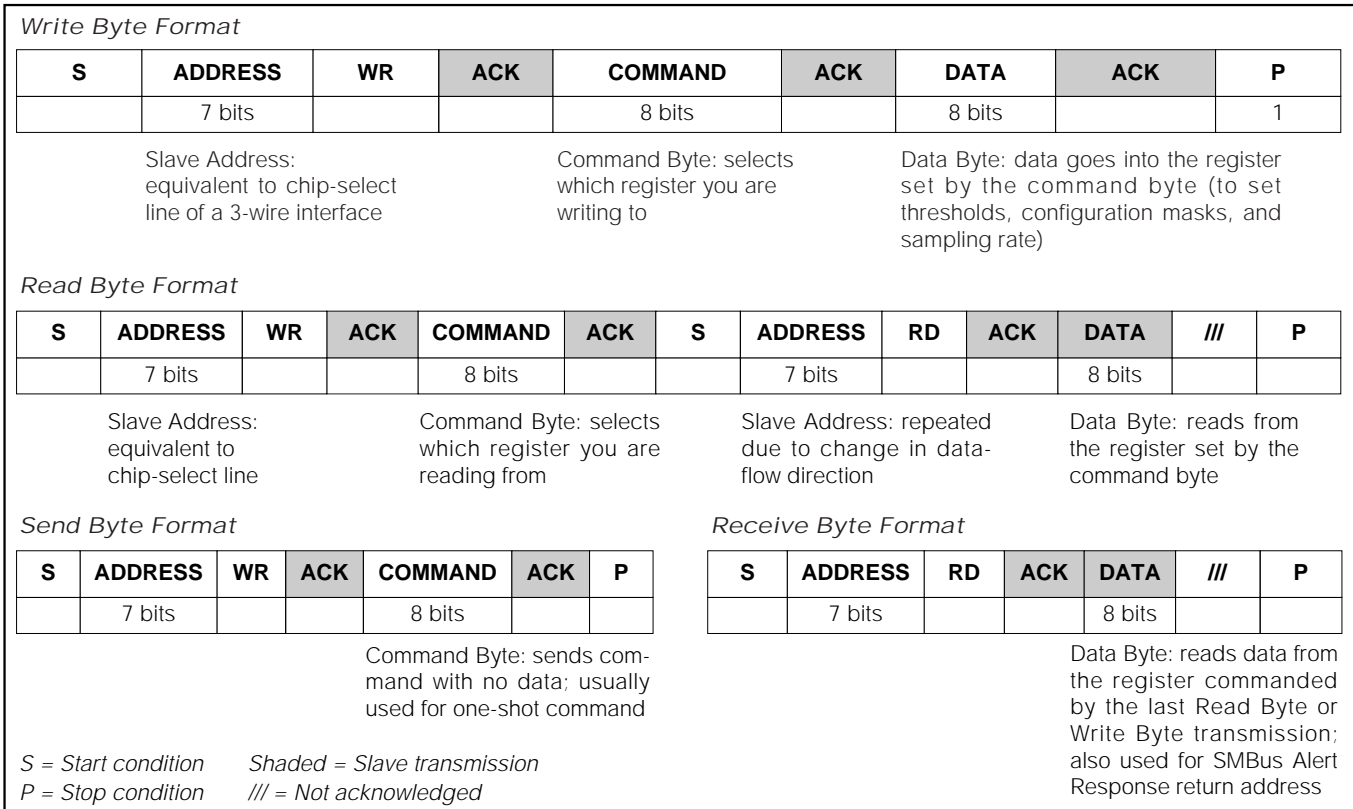 Write Byte Format
S ADDRESS WR ACK COMMAND ACK DATA ACK P
7 bits 8 bits 8 bits 1
Slave Address:
equivalent to chip-select
line of a 3-wire interface
Command Byte: selects
which register you are
writing to
Data Byte: data goes into the register
set by the command byte (to set
thresholds, configuration masks, and
sampling rate)
Read Byte Format
S ADDRESS WR ACK COMMAND ACK S ADDRESS RD ACK DATA /// P
7 bits 8 bits 7 bits 8 bits
Slave Address:
equivalent to
chip-select line
Command Byte: selects
which register you are
reading from
Slave Address: repeated
due to change in data-
flow direction
Data Byte: reads from
the register set by the
command byte
Send Byte Format
S ADDRESS WR ACK COMMAND ACK P
7 bits 8 bits
Command Byte: sends com-
mand with no data; usually
used for one-shot command
Receive Byte Format
S ADDRESS RD ACK DATA /// P
7 bits 8 bits
Data Byte: reads data from
the register commanded
by the last Read Byte or
Write Byte transmission;
also used for SMBus Alert
Response return address
S = Start condition Shaded = Slave transmission
P = Stop condition /// = Not acknowledged